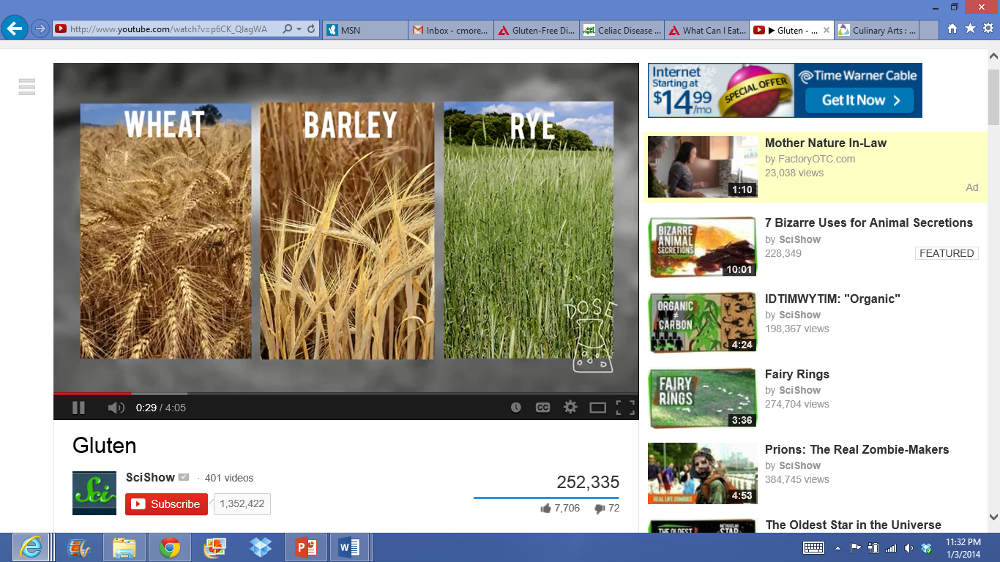 http://www.youtube.com/watch?v=p6CK_QIagWA
MSN
Inbox - cmore...
Gluten-Free Di...
Celiac Disease ...
What Can I Eat...
▶ Gluten - ...
Culinary Arts : ...
WHEAT
BARLEY
RYE
DOSE
0:29 / 4:05
CC
Gluten
SciShow · 401 videos
Subscribe 1,352,422
252,335
7,706 72
Internet
Starting at
$14.99/mo
SPECIAL OFFER
Time Warner Cable
Get It Now >
Mother Nature In-Law
by FactoryOTC.com
23,038 views
1:10
Ad
BIZARRE
ANIMAL
SECRETIONS
10:01
7 Bizarre Uses for Animal Secretions
by SciShow
228,349
FEATURED
ORGANIC
≠
CARBON
4:24
IDTIMWYTIM: "Organic"
by SciShow
198,367 views
FAIRY
RINGS
3:36
Fairy Rings
by SciShow
274,704 views
REAL LIFE ZOMBIES
4:53
Prions: The Real Zombie-Makers
by SciShow
384,745 views
THE OLDEST
STAR
The Oldest Star in the Universe
11:32 PM
1/3/2014